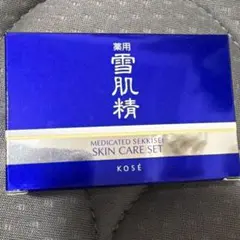 薬用
雪肌精
MEDICATED SEKKISEI
SKIN CARE SET
KOSÉ